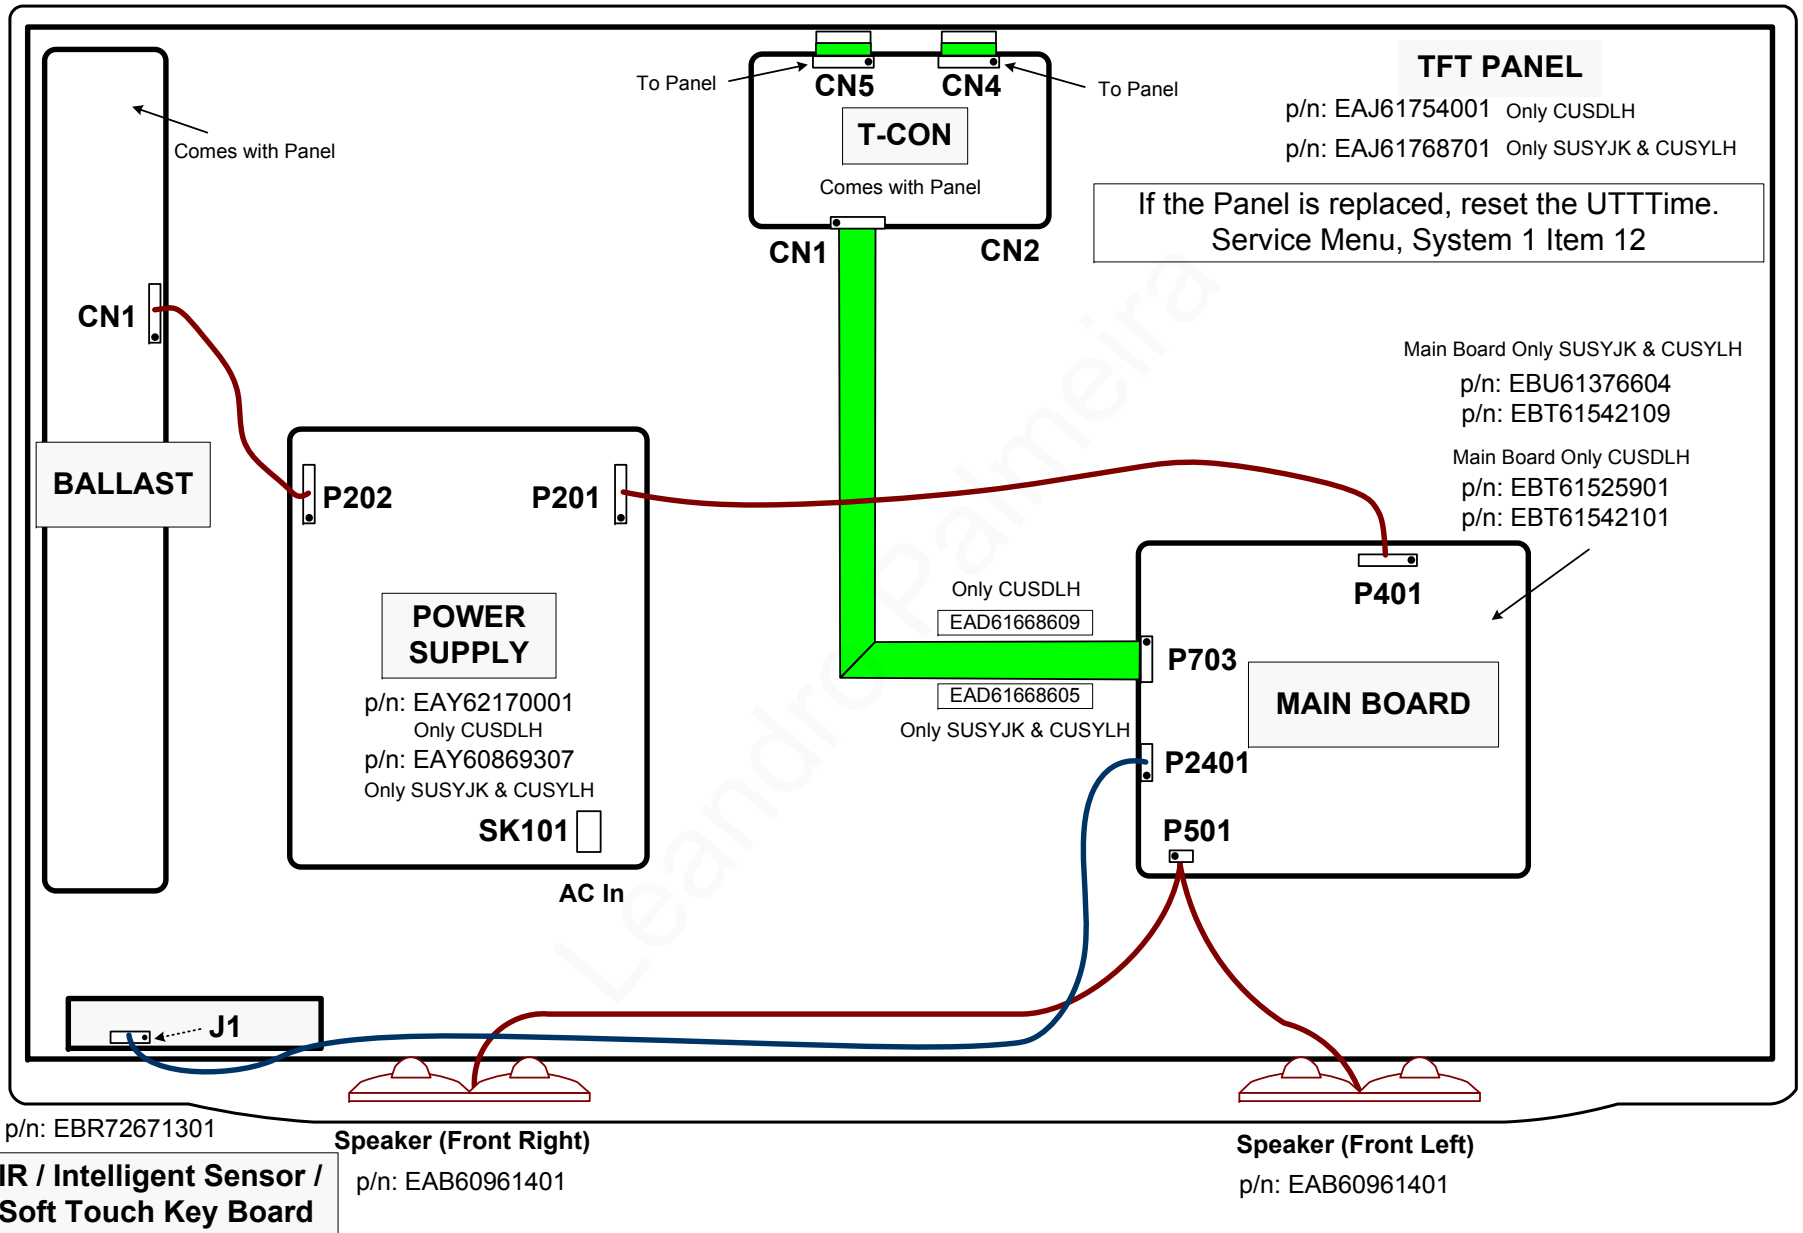 To Panel
CN5
CN4
To Panel
TFT PANEL
p/n: EAJ61754001 Only CUSDLH
p/n: EAJ61768701 Only SUSYJK & CUSYLH
T-CON
Comes with Panel
CN1
CN2
If the Panel is replaced, reset the UTTTime.
Service Menu, System 1 Item 12
Comes with Panel
CN1
BALLAST
P202
P201
POWER
SUPPLY
p/n: EAY62170001
Only CUSDLH
p/n: EAY60869307
Only SUSYJK & CUSYLH
SK101
AC In
Main Board Only SUSYJK & CUSYLH
p/n: EBU61376604
p/n: EBT61542109
Main Board Only CUSDLH
p/n: EBT61525901
p/n: EBT61542101
P401
Only CUSDLH
EAD61668609
P703
EAD61668605
Only SUSYJK & CUSYLH
MAIN BOARD
P2401
P501
Leandro Palmeira
J1
p/n: EBR72671301
IR / Intelligent Sensor /
Soft Touch Key Board
Speaker (Front Right)
p/n: EAB60961401
Speaker (Front Left)
p/n: EAB60961401